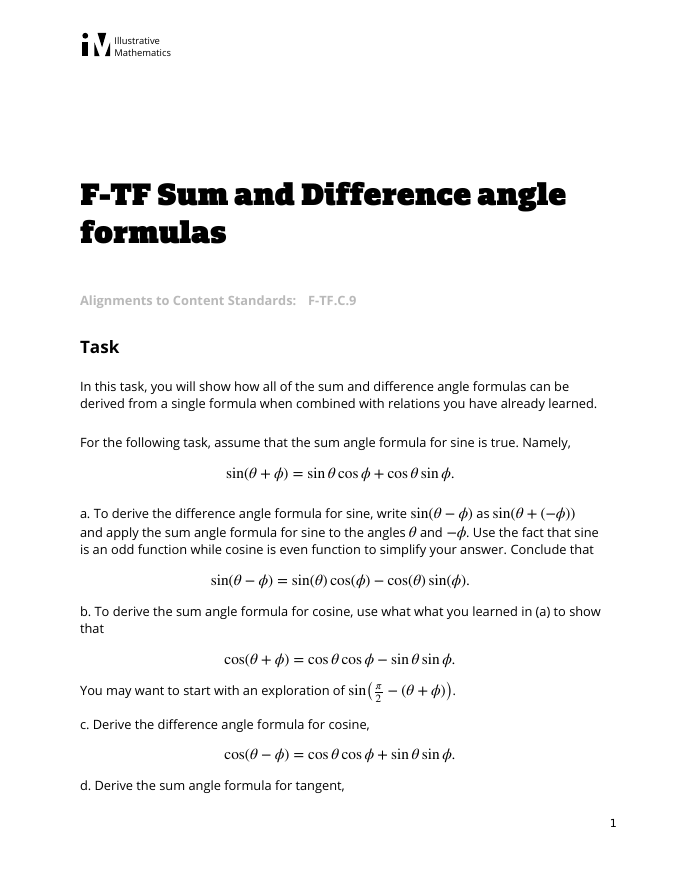 Illustrative
Mathematics
F-TF Sum and Difference angle
formulas
Alignments to Content Standards: F-TF.C.9
Task
In this task, you will show how all of the sum and difference angle formulas can be
derived from a single formula when combined with relations you have already learned.
For the following task, assume that the sum angle formula for sine is true. Namely,
sin(θ + ϕ) = sin θ cos ϕ + cos θ sin ϕ.
a. To derive the difference angle formula for sine, write sin(θ − ϕ) as sin(θ + (−ϕ))
and apply the sum angle formula for sine to the angles θ and −ϕ. Use the fact that sine
is an odd function while cosine is even function to simplify your answer. Conclude that
sin(θ − ϕ) = sin(θ) cos(ϕ) − cos(θ) sin(ϕ).
b. To derive the sum angle formula for cosine, use what what you learned in (a) to show
that
cos(θ + ϕ) = cos θ cos ϕ − sin θ sin ϕ.
You may want to start with an exploration of sin(π/2 − (θ + ϕ)).
c. Derive the difference angle formula for cosine,
cos(θ − ϕ) = cos θ cos ϕ + sin θ sin ϕ.
d. Derive the sum angle formula for tangent,
1